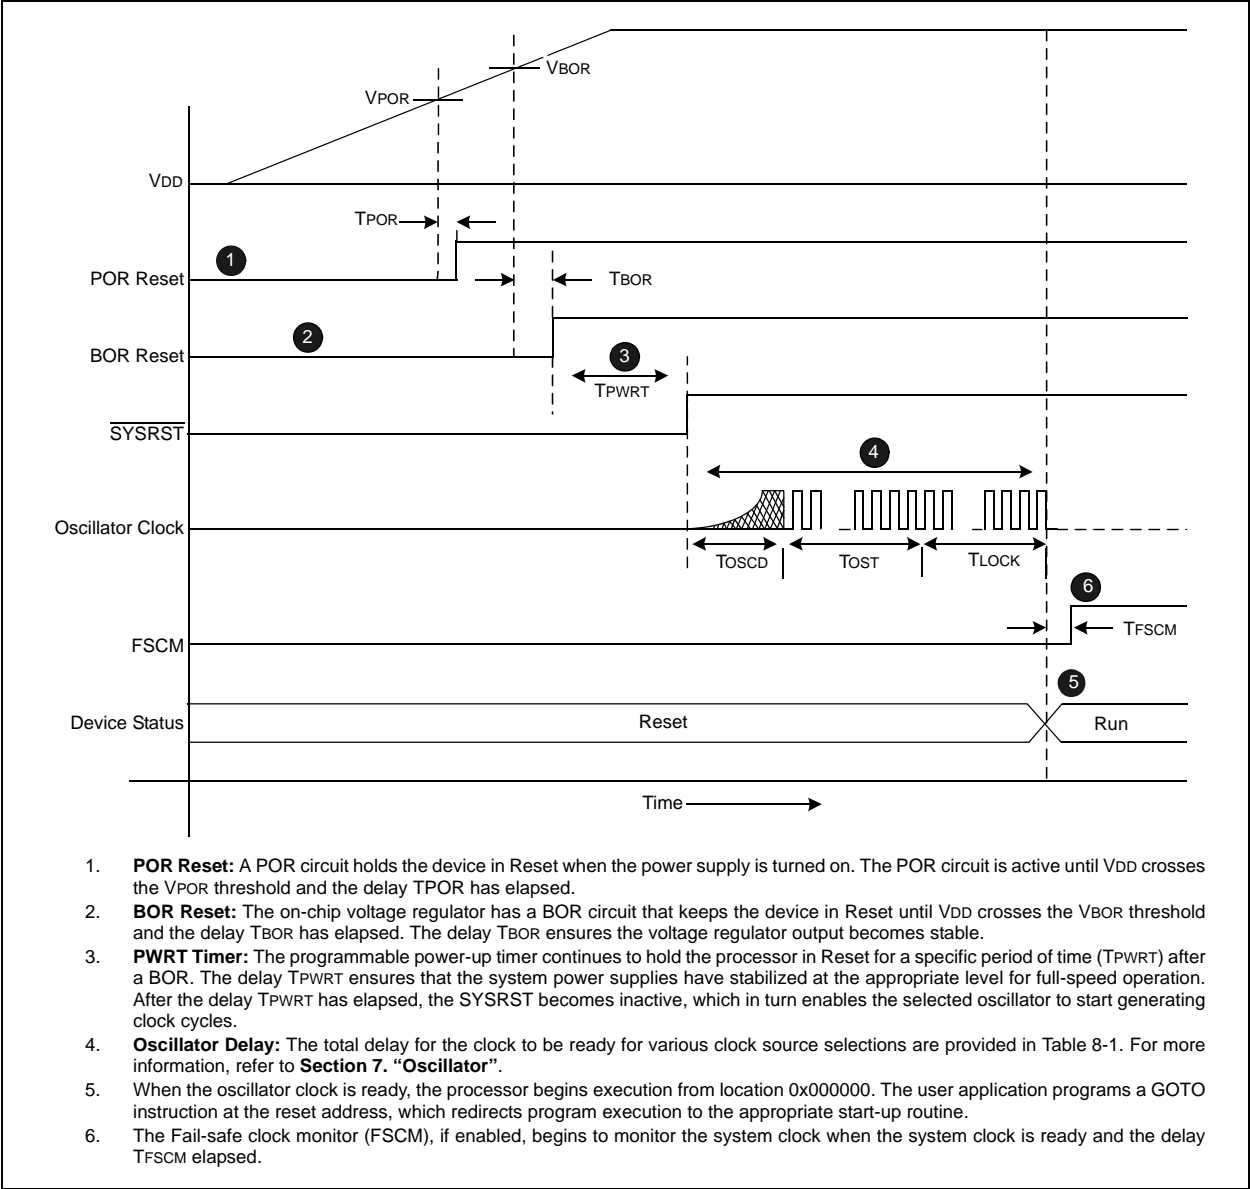 VBOR
VPOR
VDD
TPOR
1
POR Reset
TBOR
2
BOR Reset
3
TPWRT
SYSRST
4
Oscillator Clock
TOSCD
TOST
TLOCK
6
TFSCM
FSCM
5
Device Status
Reset
Run
Time
1. POR Reset: A POR circuit holds the device in Reset when the power supply is turned on. The POR circuit is active until VDD crosses
the VPOR threshold and the delay TPOR has elapsed.
2. BOR Reset: The on-chip voltage regulator has a BOR circuit that keeps the device in Reset until VDD crosses the VBOR threshold
and the delay TBOR has elapsed. The delay TBOR ensures the voltage regulator output becomes stable.
3. PWRT Timer: The programmable power-up timer continues to hold the processor in Reset for a specific period of time (TPWRT) after
a BOR. The delay TPWRT ensures that the system power supplies have stabilized at the appropriate level for full-speed operation.
After the delay TPWRT has elapsed, the SYSRST becomes inactive, which in turn enables the selected oscillator to start generating
clock cycles.
4. Oscillator Delay: The total delay for the clock to be ready for various clock source selections are provided in Table 8-1. For more
information, refer to Section 7. “Oscillator”.
5. When the oscillator clock is ready, the processor begins execution from location 0x000000. The user application programs a GOTO
instruction at the reset address, which redirects program execution to the appropriate start-up routine.
6. The Fail-safe clock monitor (FSCM), if enabled, begins to monitor the system clock when the system clock is ready and the delay
TFSCM elapsed.